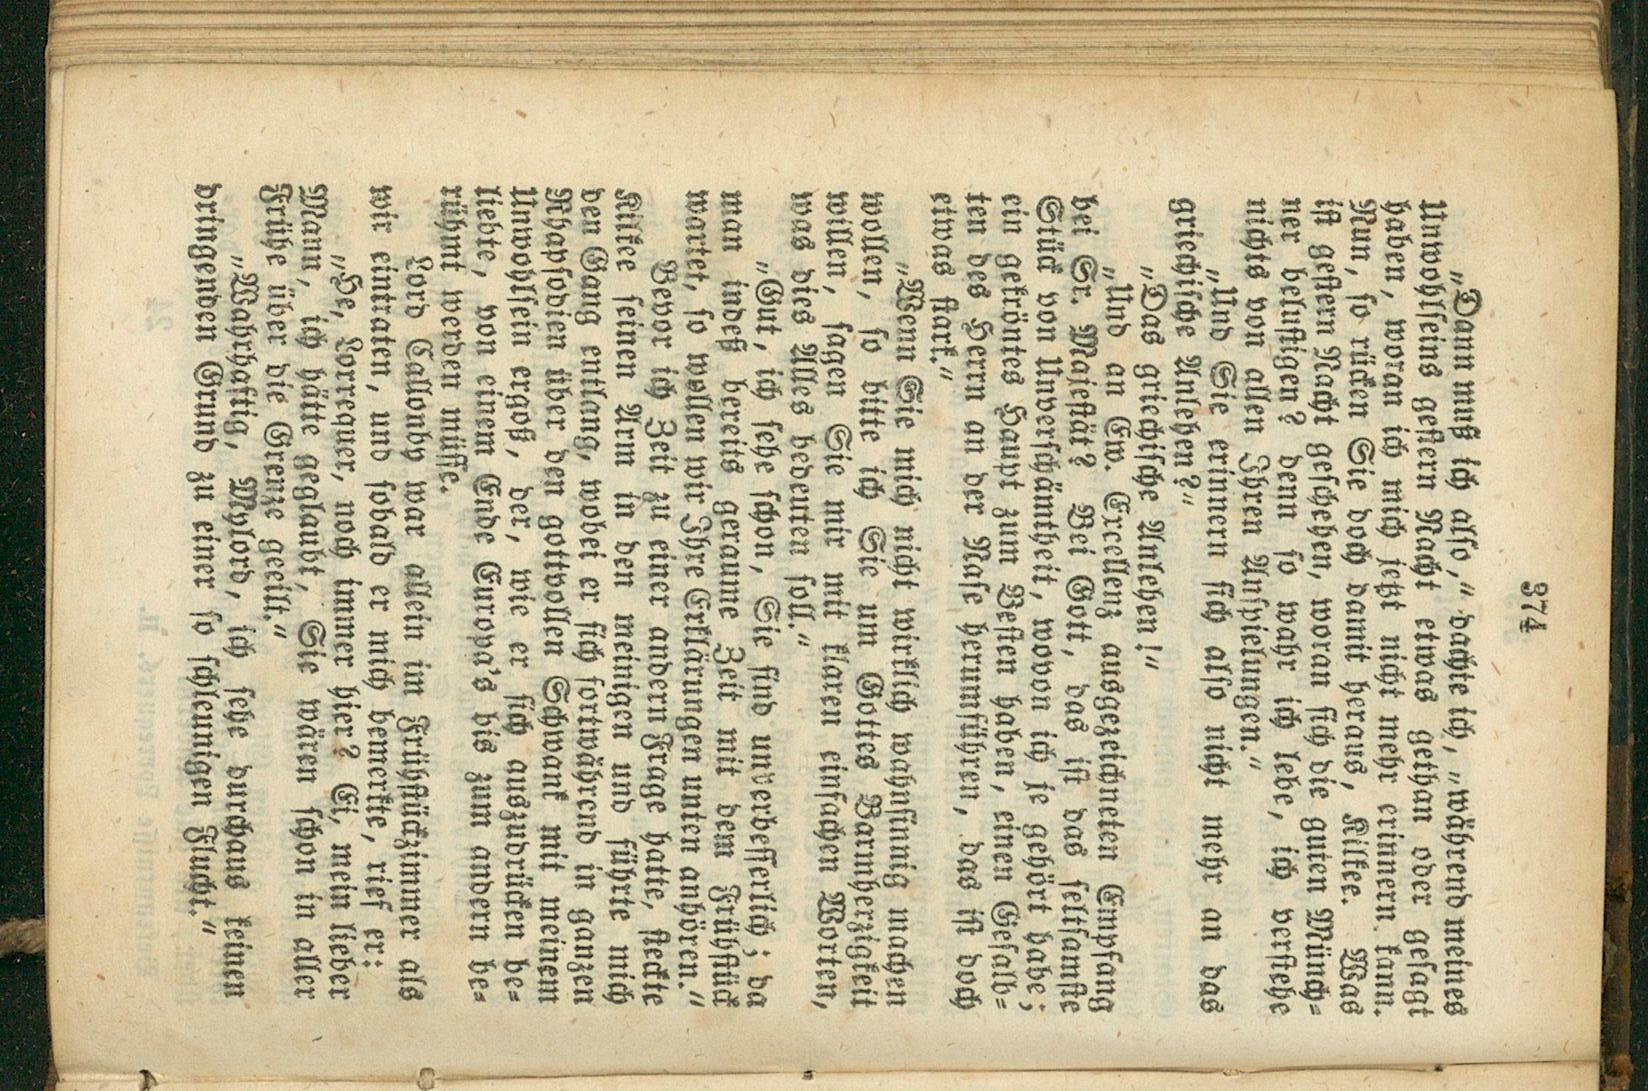 374
„Dann muß ich also,“ dachte ich, „während meines
Unwohlseins gestern Nacht etwas gethan oder gesagt
haben, woran ich mich jetzt nicht mehr erinnern kann.
Nun, so rücken Sie doch damit heraus, Kilkee. Was
ist gestern Nacht geschehen, woran sich die guten Münch-
ner belustigen? denn so wahr ich lebe, ich verstehe
nichts von allen Ihren Anspielungen.“
„Und Sie erinnern sich also nicht mehr an das
griechische Anlehen?“
„Das griechische Anlehen!“
„Und an Ew. Excellenz ausgezeichneten Empfang
bei Sr. Majestät? Bei Gott, das ist das seltsamste
Stück von Unverschämtheit, wovon ich je gehört habe;
ein gekröntes Haupt zum Besten haben, einen Gesalb-
ten des Herrn an der Nase herumführen, das ist doch
etwas stark.“
„Wenn Sie mich nicht wirklich wahnsinnig machen
wollen, so bitte ich Sie um Gottes Barmherzigkeit
willen, sagen Sie mir mit klaren einfachen Worten,
was dies Alles bedeuten soll.“
„Gut, ich sehe schon, Sie sind unverbesserlich; da
man indeß bereits geraume Zeit mit dem Frühstück
wartet, so wollen wir Ihre Erklärungen unten anhören.“
Bevor ich Zeit zu einer andern Frage hatte, steckte
Kilkee seinen Arm in den meinigen und führte mich
den Gang entlang, wobei er sich fortwährend in ganzen
Rhapsodien über den gottvollen Schwank mit meinem
Unwohlsein ergoß, der, wie er sich auszudrücken be-
liebte, von einem Ende Europa's bis zum andern be-
rühmt werden müsse.
Lord Callonby war allein im Frühstückzimmer als
wir eintraten, und sobald er mich bemerkte, rief er:
„He, Lorrequer, noch immer hier? Ei, mein lieber
Mann, ich hätte geglaubt, Sie wären schon in aller
Frühe über die Grenze geeilt.“
„Wahrhaftig, Mylord, ich sehe durchaus keinen
dringenden Grund zu einer so schleunigen Flucht.“